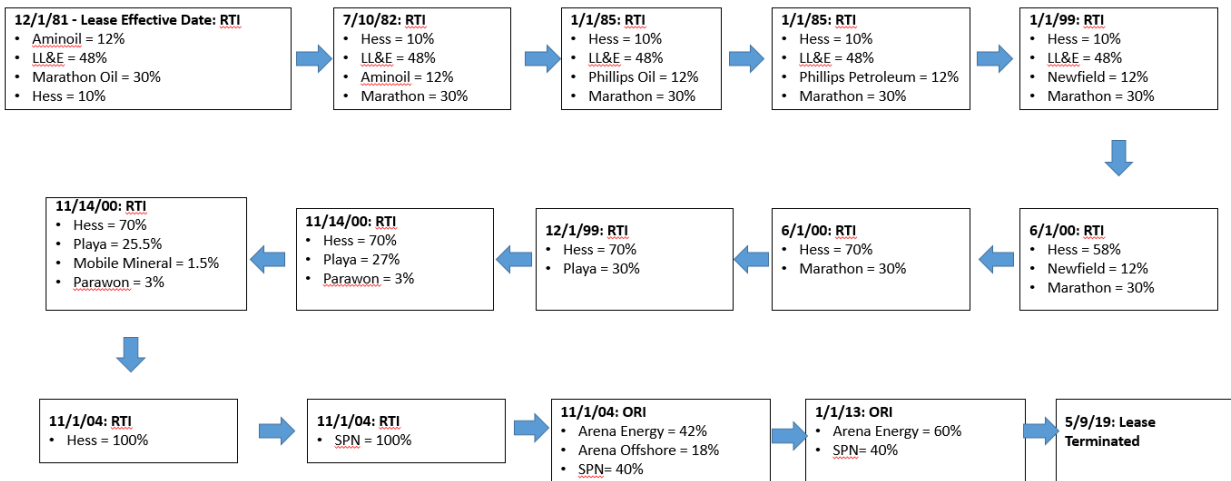 12/1/81 - Lease Effective Date: RTI
• Aminoil = 12%
• LL&E = 48%
• Marathon Oil = 30%
• Hess = 10%
7/10/82: RTI
• Hess = 10%
• LL&E = 48%
• Aminoil = 12%
• Marathon = 30%
1/1/85: RTI
• Hess = 10%
• LL&E = 48%
• Phillips Oil = 12%
• Marathon = 30%
1/1/85: RTI
• Hess = 10%
• LL&E = 48%
• Phillips Petroleum = 12%
• Marathon = 30%
1/1/99: RTI
• Hess = 10%
• LL&E = 48%
• Newfield = 12%
• Marathon = 30%
6/1/00: RTI
• Hess = 58%
• Newfield = 12%
• Marathon = 30%
6/1/00: RTI
• Hess = 70%
• Marathon = 30%
12/1/99: RTI
• Hess = 70%
• Playa = 30%
11/14/00: RTI
• Hess = 70%
• Playa = 27%
• Parawon = 3%
11/14/00: RTI
• Hess = 70%
• Playa = 25.5%
• Mobile Mineral = 1.5%
• Parawon = 3%
11/1/04: RTI
• Hess = 100%
11/1/04: RTI
• SPN = 100%
11/1/04: ORI
• Arena Energy = 42%
• Arena Offshore = 18%
• SPN= 40%
1/1/13: ORI
• Arena Energy = 60%
• SPN= 40%
5/9/19: Lease
Terminated